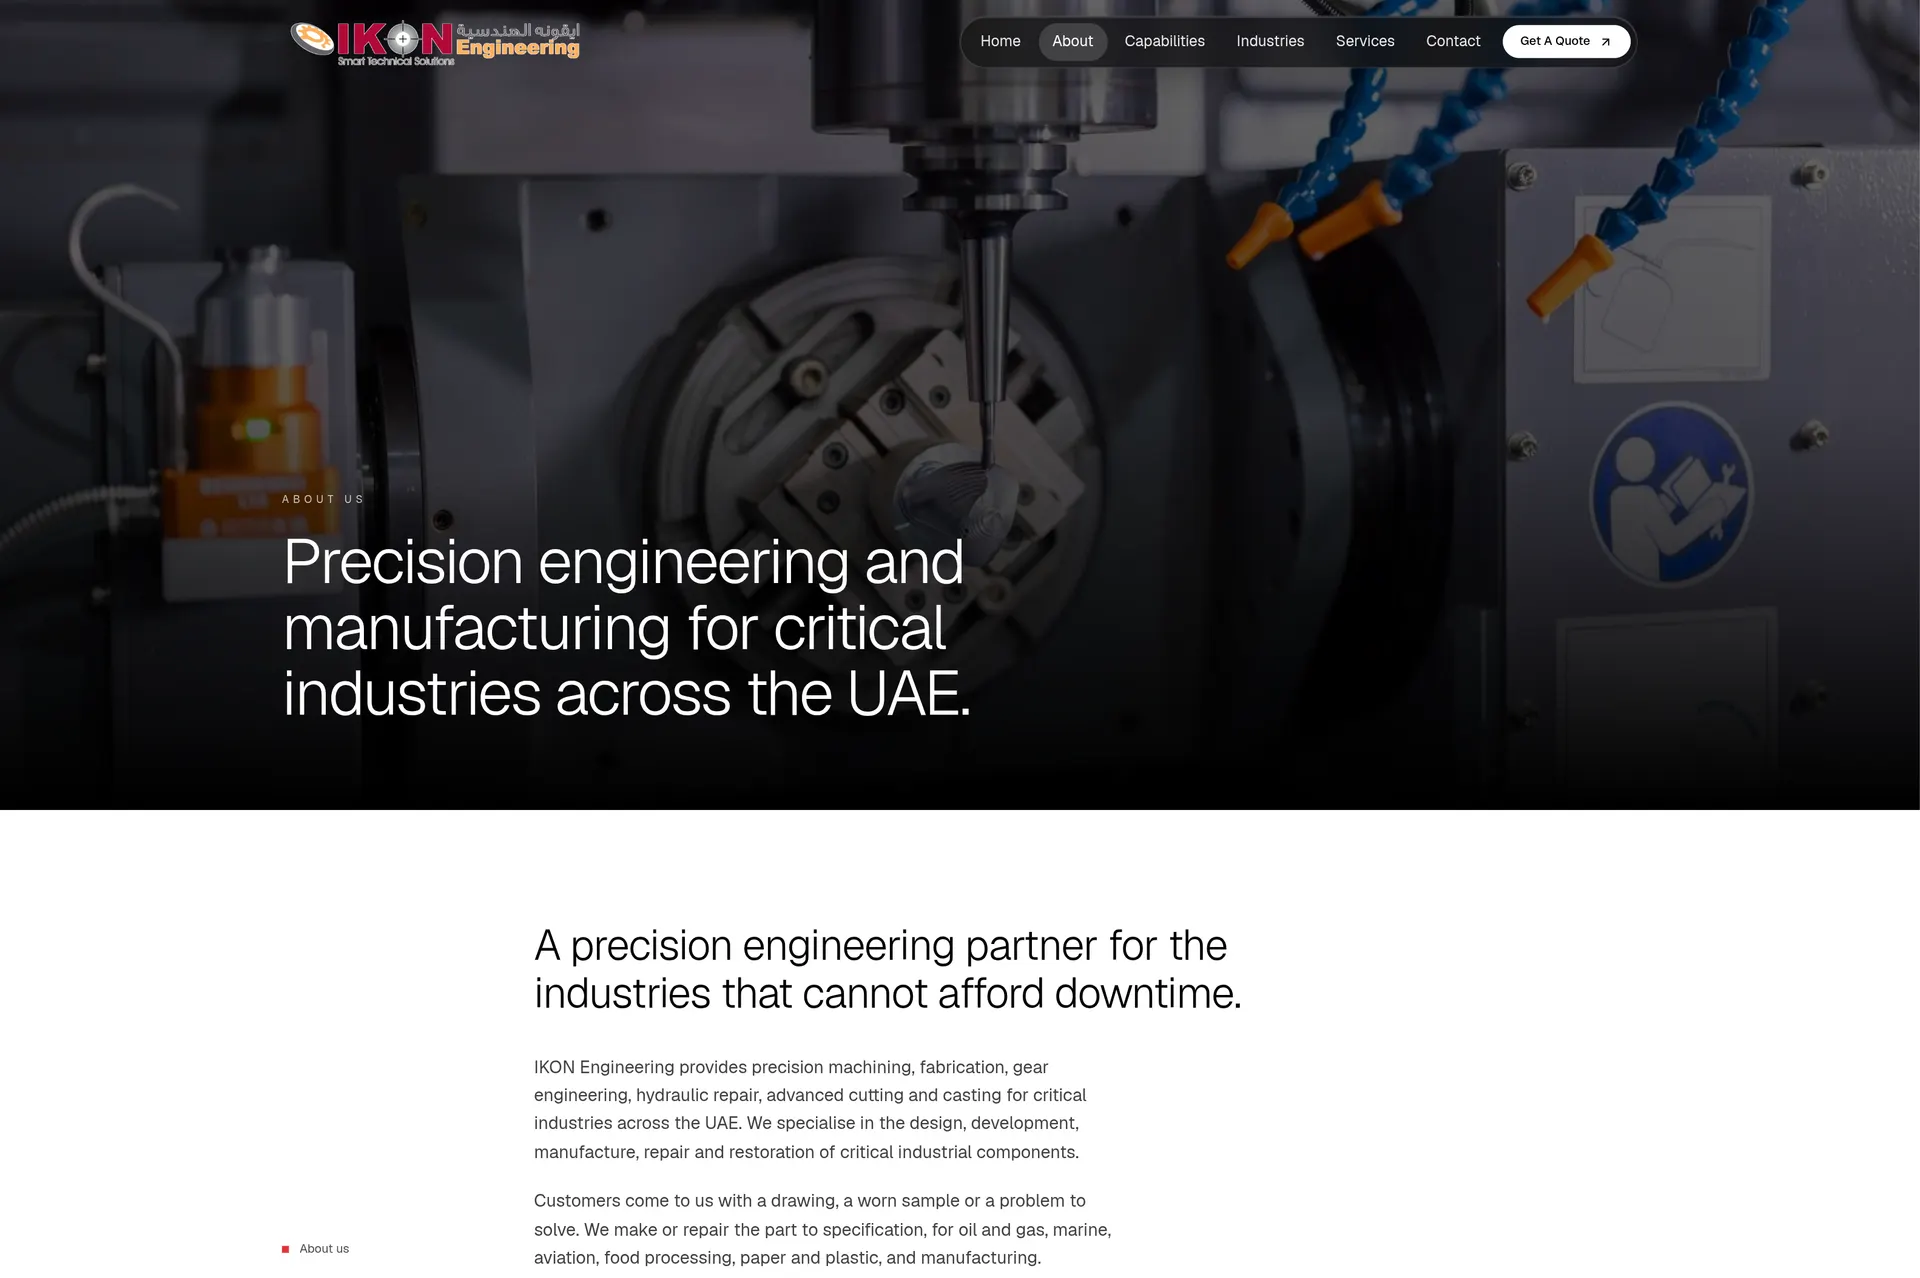 IKON
ايقونه الهندسية
Engineering
Smart Technical Solutions
Home
About
Capabilities
Industries
Services
Contact
Get A Quote
ABOUT US
Precision engineering and
manufacturing for critical
industries across the UAE.
A precision engineering partner for the
industries that cannot afford downtime.
IKON Engineering provides precision machining, fabrication, gear
engineering, hydraulic repair, advanced cutting and casting for critical
industries across the UAE. We specialise in the design, development,
manufacture, repair and restoration of critical industrial components.
Customers come to us with a drawing, a worn sample or a problem to
solve. We make or repair the part to specification, for oil and gas, marine,
aviation, food processing, paper and plastic, and manufacturing.
About us